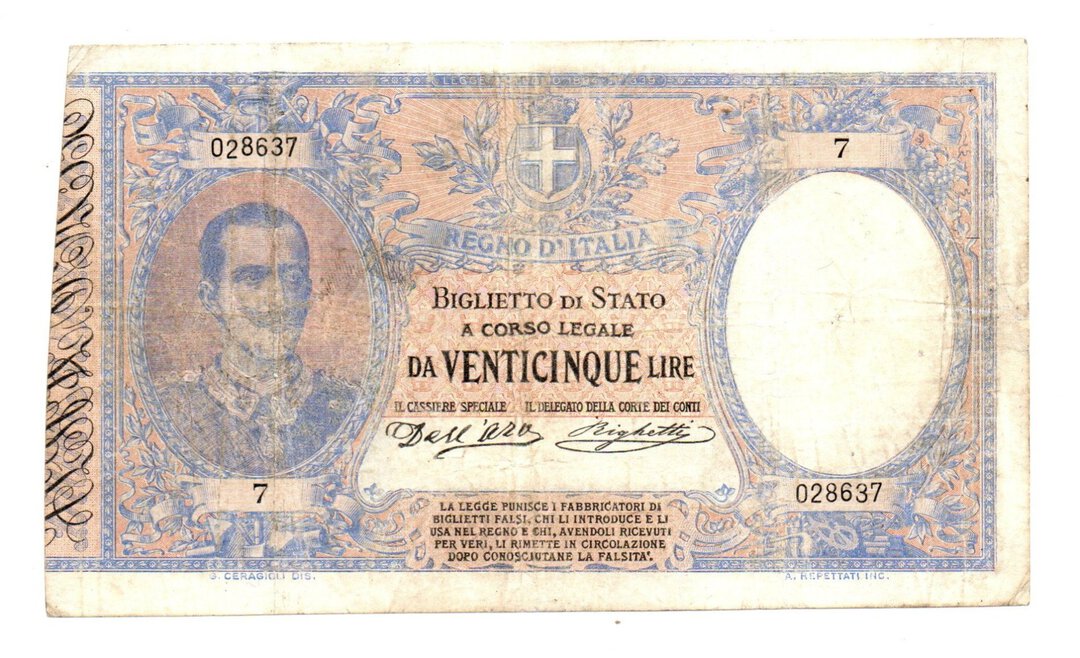 028637
7
REGNO D'ITALIA
BIGLIETTO DI STATO
A CORSO LEGALE
DA VENTICINQUE LIRE
IL CASSIERE SPECIALE IL DELEGATO DELLA CORTE DEI CONTI
Dell'Ara Righetti
7
028637
LA LEGGE PUNISCE I FABBRICATORI DI
BIGLIETTI FALSI, CHI LI INTRODUCE E LI
USA NEL REGNO E CHI, AVENDOLI RICEVUTI
PER VERI, LI RIMETTE IN CIRCOLAZIONE
DOPO CONOSCIUTANE LA FALSITA'.
S. CERAGIOLI DIS.
A. REPETTATI INC.